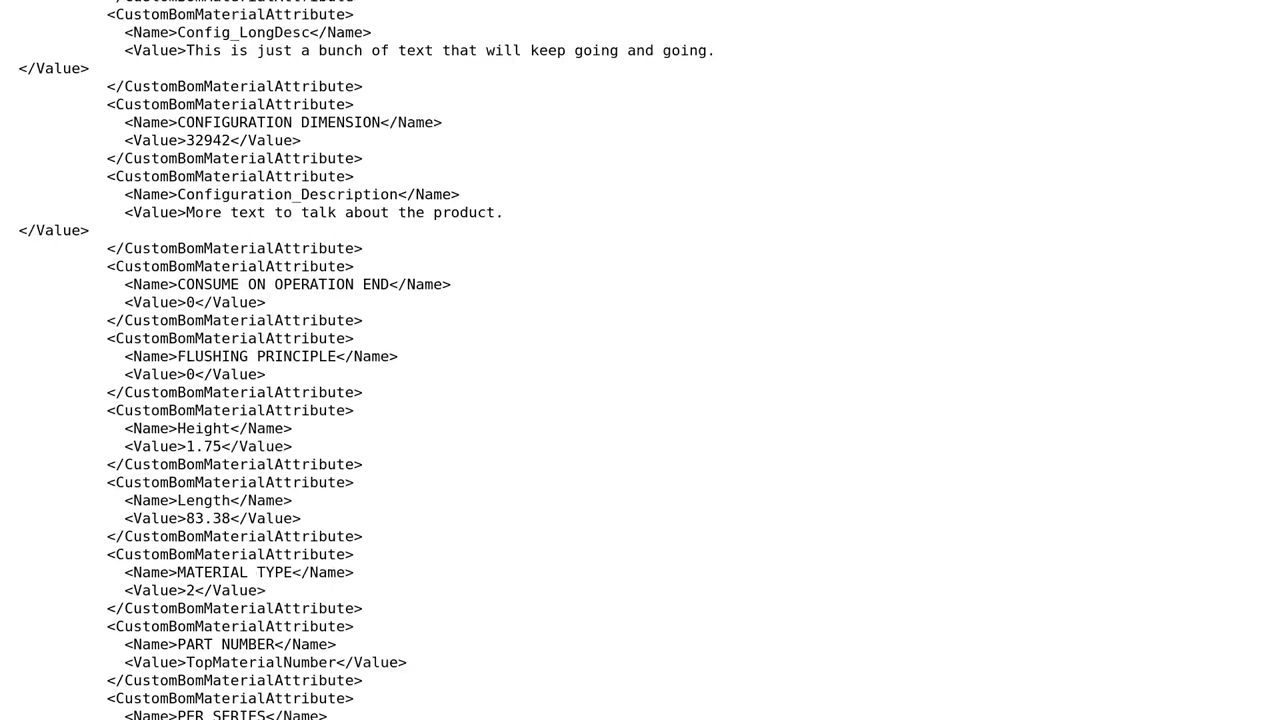 </CustomBomMaterialAttribute>
<CustomBomMaterialAttribute>
<Name>Config_LongDesc</Name>
<Value>This is just a bunch of text that will keep going and going.
</Value>
</CustomBomMaterialAttribute>
<CustomBomMaterialAttribute>
<Name>CONFIGURATION DIMENSION</Name>
<Value>32942</Value>
</CustomBomMaterialAttribute>
<CustomBomMaterialAttribute>
<Name>Configuration_Description</Name>
<Value>More text to talk about the product.
</Value>
</CustomBomMaterialAttribute>
<CustomBomMaterialAttribute>
<Name>CONSUME ON OPERATION END</Name>
<Value>0</Value>
</CustomBomMaterialAttribute>
<CustomBomMaterialAttribute>
<Name>FLUSHING PRINCIPLE</Name>
<Value>0</Value>
</CustomBomMaterialAttribute>
<CustomBomMaterialAttribute>
<Name>Height</Name>
<Value>1.75</Value>
</CustomBomMaterialAttribute>
<CustomBomMaterialAttribute>
<Name>Length</Name>
<Value>83.38</Value>
</CustomBomMaterialAttribute>
<CustomBomMaterialAttribute>
<Name>MATERIAL TYPE</Name>
<Value>2</Value>
</CustomBomMaterialAttribute>
<CustomBomMaterialAttribute>
<Name>PART NUMBER</Name>
<Value>TopMaterialNumber</Value>
</CustomBomMaterialAttribute>
<CustomBomMaterialAttribute>
<Name>PER SERIES</Name>